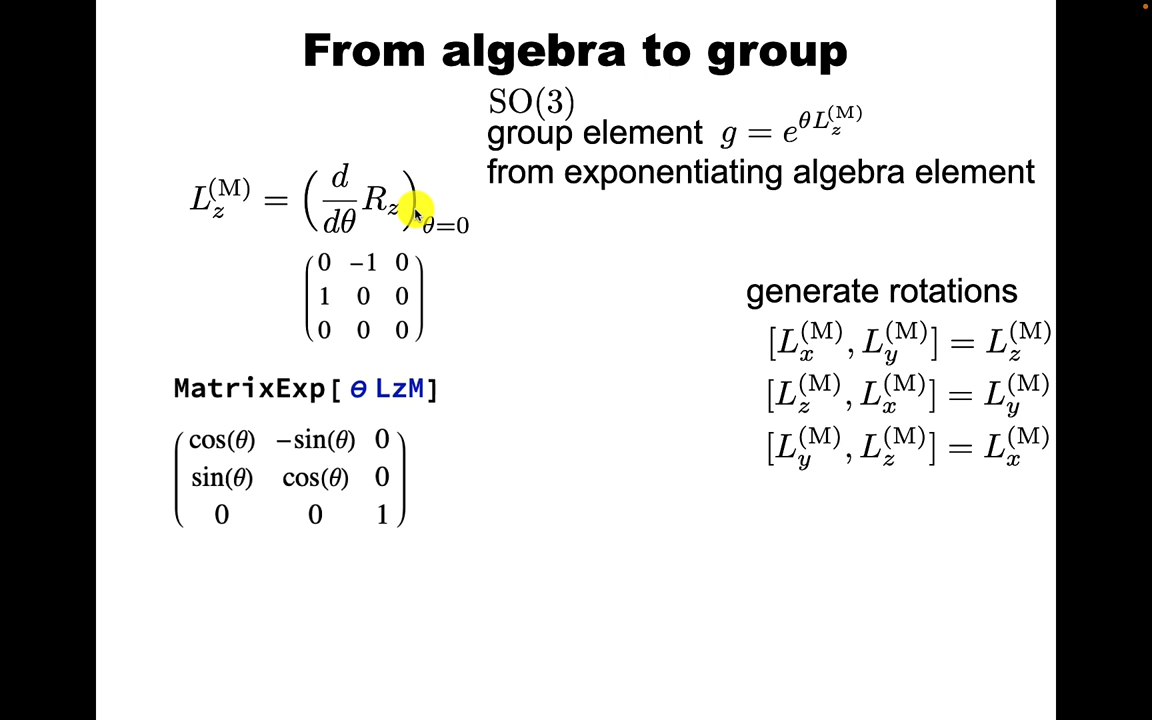 From algebra to group
SO(3)
group element g = e^{θL_z^{(M)}}
from exponentiating algebra element
L_z^{(M)} = (d/dθ R_z)_{θ=0}
0 −1 0
1 0 0
0 0 0
MatrixExp[ θ LzM]
cos(θ) −sin(θ) 0
sin(θ) cos(θ) 0
0 0 1
generate rotations
[L_x^{(M)}, L_y^{(M)}] = L_z^{(M)}
[L_z^{(M)}, L_x^{(M)}] = L_y^{(M)}
[L_y^{(M)}, L_z^{(M)}] = L_x^{(M)}